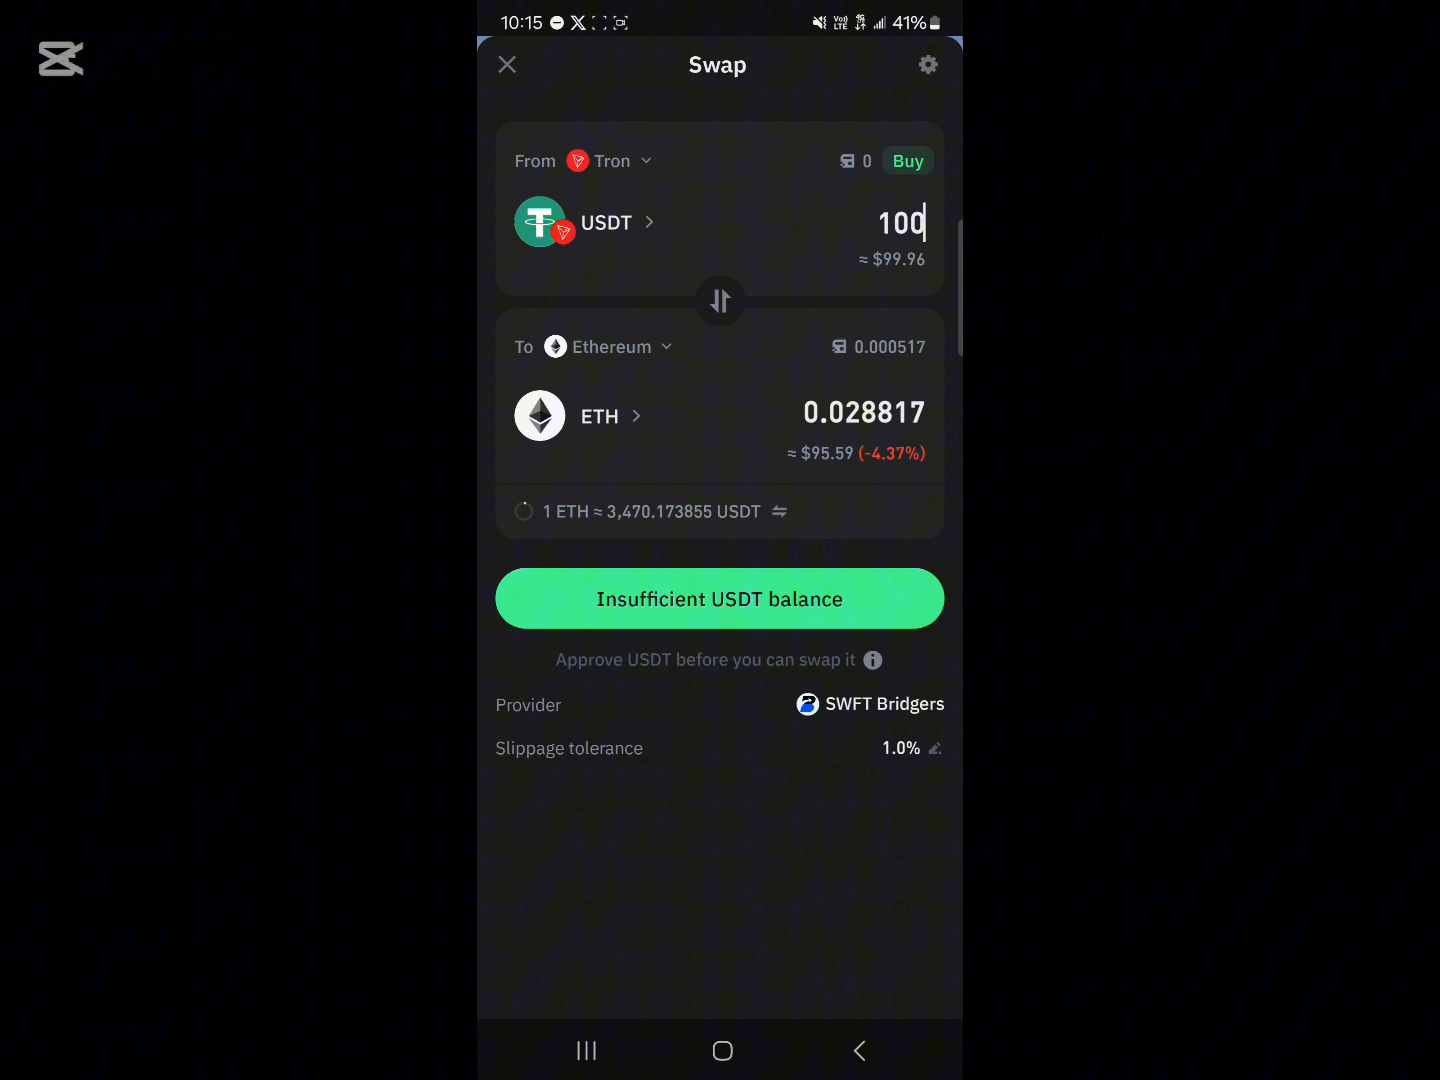 10:15 41%
Swap
From Tron 0 Buy
USDT 100
≈ $99.96
To Ethereum 0.000517
ETH 0.028817
≈ $95.59 (-4.37%)
1 ETH ≈ 3,470.173855 USDT
Insufficient USDT balance
Approve USDT before you can swap it
Provider SWFT Bridgers
Slippage tolerance 1.0%